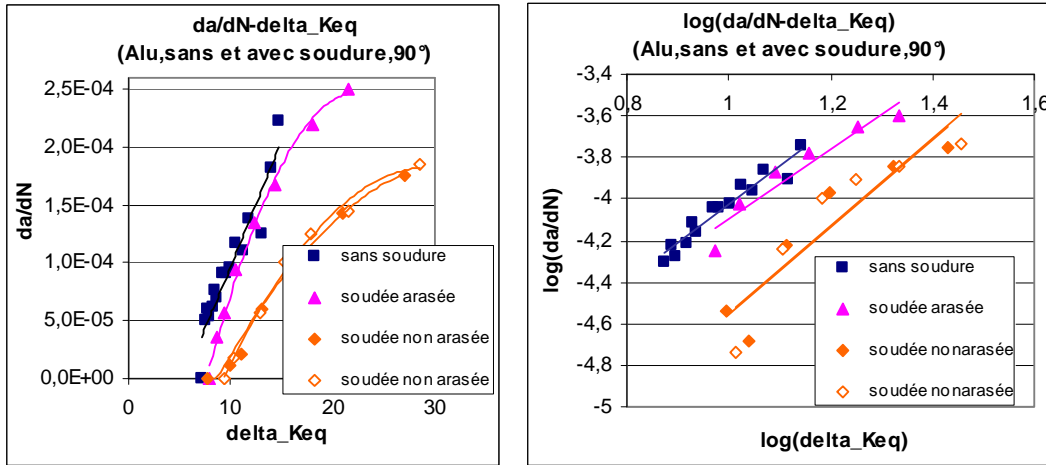 da/dN-delta_Keq
(Alu,sans et avec soudure,90°)
2,5E-04
2,0E-04
1,5E-04
1,0E-04
5,0E-05
0,0E+00
da/dN
0 10 20 30
delta_Keq
sans soudure
soudée arasée
soudée non arasée
soudée non arasée
log(da/dN-delta_Keq)
(Alu,sans et avec soudure,90°)
-3,4
0,8 1 1,2 1,4 1,6
-3,6
-3,8
-4
-4,2
-4,4
-4,6
-4,8
-5
log(da/dN)
log(delta_Keq)
sans soudure
soudée arasée
soudée nonarasée
soudée nonarasée